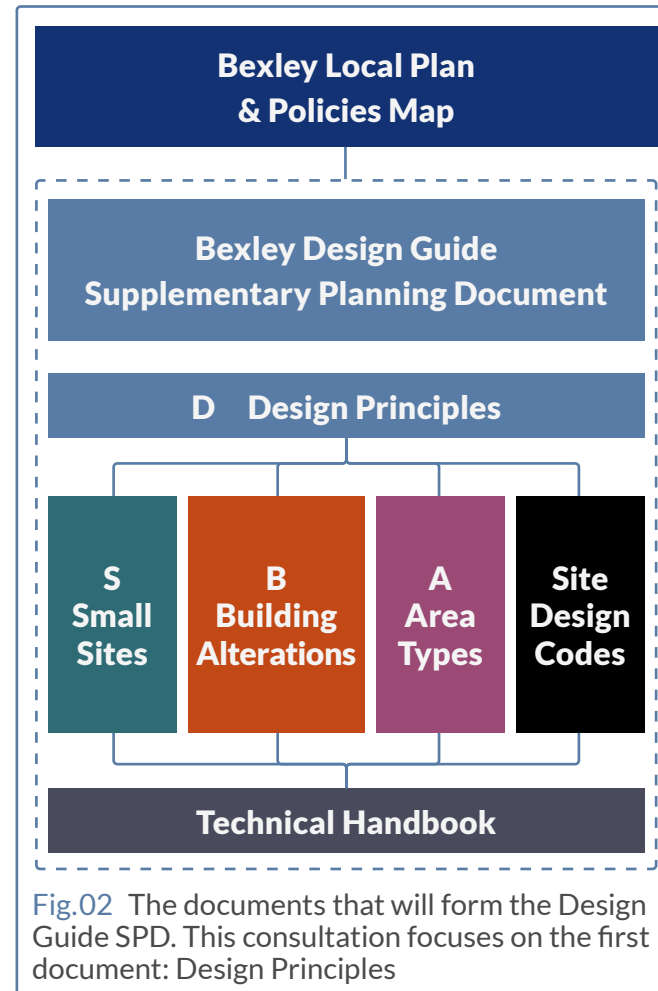 Bexley Local Plan
& Policies Map
Bexley Design Guide
Supplementary Planning Document
D Design Principles
S
Small
Sites
B
Building
Alterations
A
Area
Types
Site
Design
Codes
Technical Handbook
Fig.02 The documents that will form the Design
Guide SPD. This consultation focuses on the first
document: Design Principles